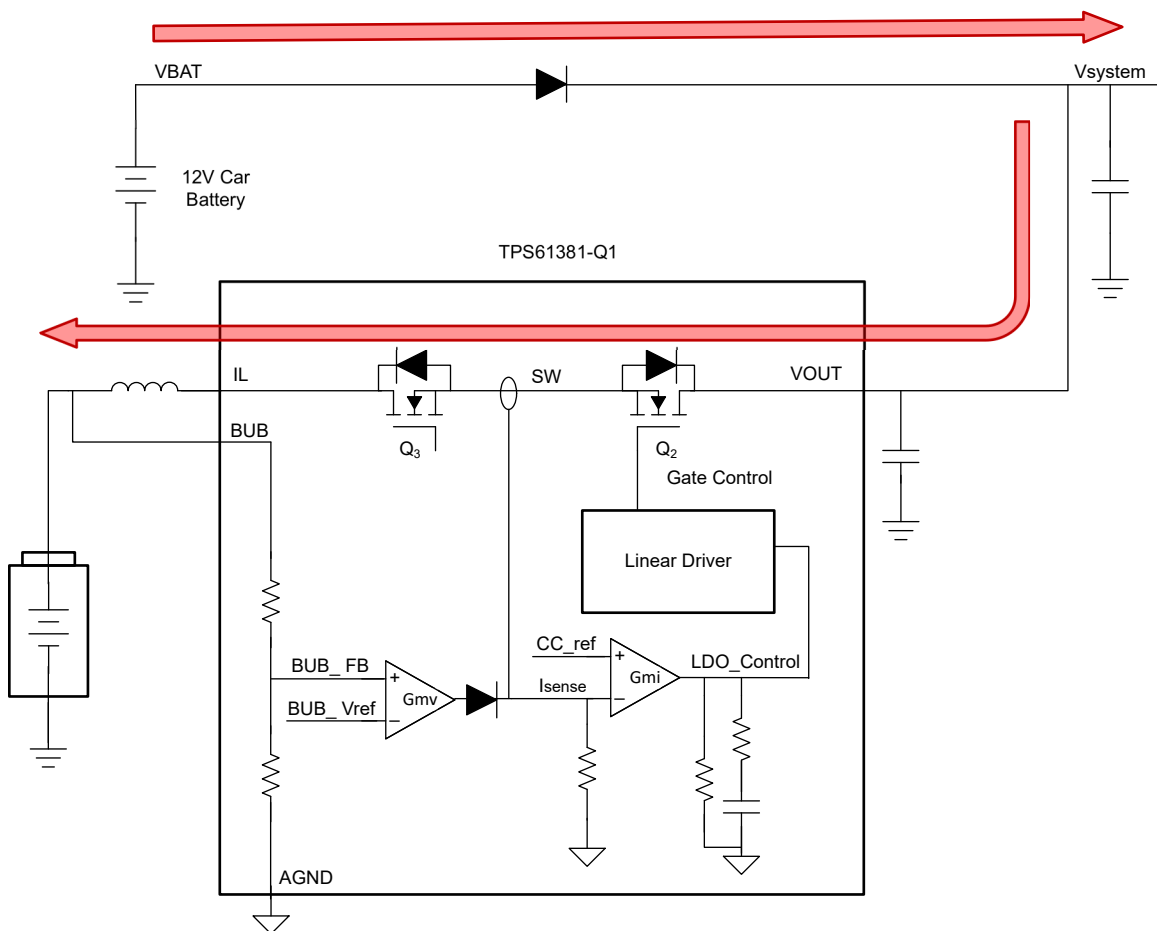 VBAT
Vsystem
12V Car
Battery
TPS61381-Q1
IL
SW
VOUT
BUB
Q3
Q2
Gate Control
Linear Driver
CC_ref
+
LDO_Control
BUB_ FB
+
Gmv
Isense
−
Gmi
BUB_ Vref
−
AGND